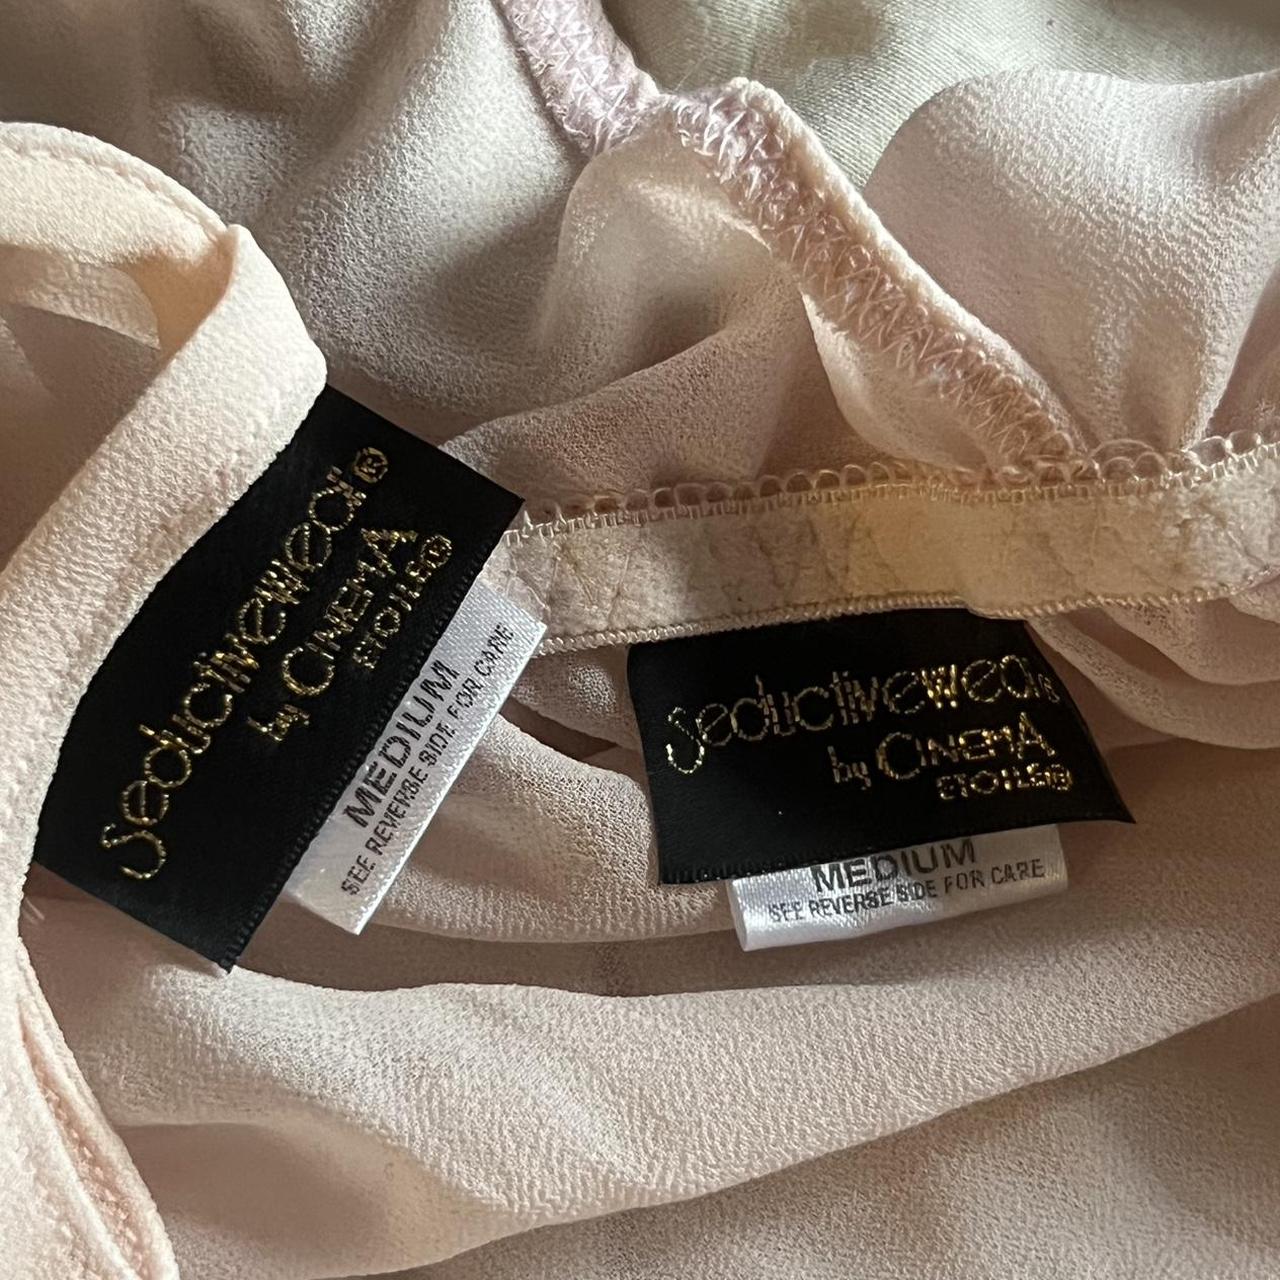 Seductivewear®
by CINEMA
ETOILE®
MEDIUM
SEE REVERSE SIDE FOR CARE
Seductivewear®
by CINEMA
ETOILE®
MEDIUM
SEE REVERSE SIDE FOR CARE